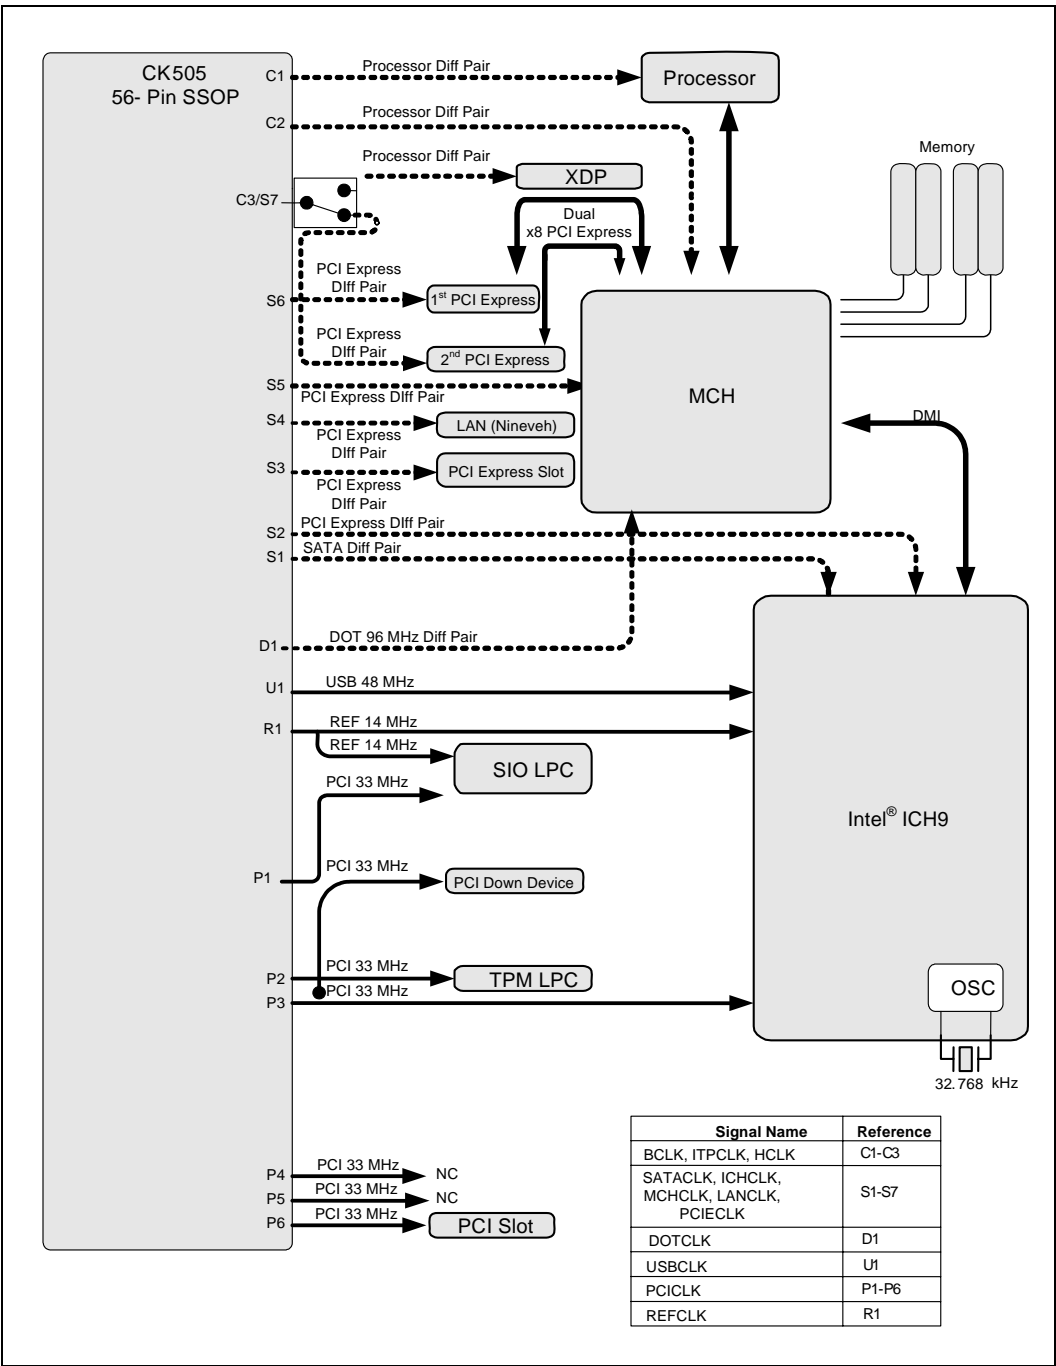 CK505
56- Pin SSOP
C1
Processor Diff Pair
Processor
C2
Processor Diff Pair
Processor Diff Pair
XDP
Memory
C3/S7
Dual
x8 PCI Express
PCI Express
DIff Pair
S6
1st PCI Express
PCI Express
DIff Pair
2nd PCI Express
S5
PCI Express DIff Pair
MCH
S4
LAN (Nineveh)
DMI
PCI Express
DIff Pair
S3
PCI Express Slot
PCI Express
DIff Pair
S2
PCI Express DIff Pair
S1
SATA Diff Pair
D1
DOT 96 MHz Diff Pair
U1
USB 48 MHz
R1
REF 14 MHz
REF 14 MHz
SIO LPC
PCI 33 MHz
Intel® ICH9
P1
PCI 33 MHz
PCI Down Device
P2
PCI 33 MHz
TPM LPC
P3
PCI 33 MHz
OSC
32.768 kHz
P4
PCI 33 MHz
NC
P5
PCI 33 MHz
NC
P6
PCI 33 MHz
PCI Slot
Signal Name
Reference
BCLK, ITPCLK, HCLK
C1-C3
SATACLK, ICHCLK,
MCHCLK, LANCLK,
PCIECLK
S1-S7
DOTCLK
D1
USBCLK
U1
PCICLK
P1-P6
REFCLK
R1